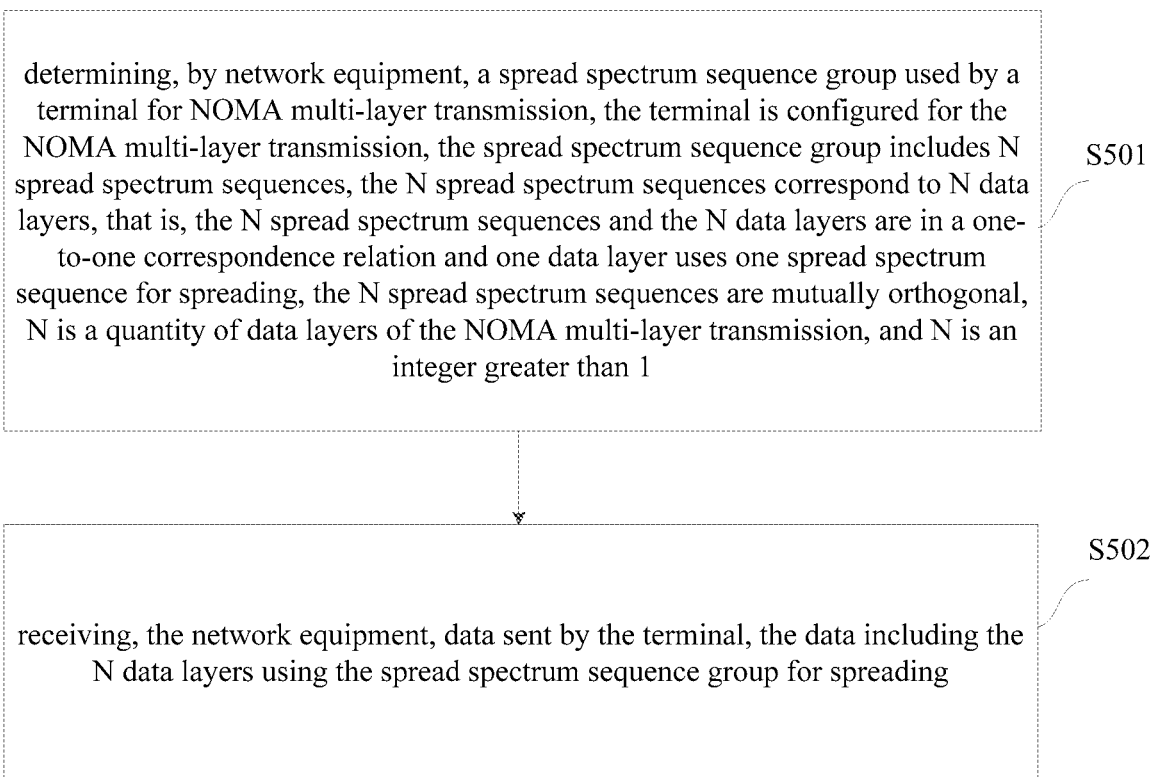 determining, by network equipment, a spread spectrum sequence group used by a
terminal for NOMA multi-layer transmission, the terminal is configured for the
NOMA multi-layer transmission, the spread spectrum sequence group includes N
spread spectrum sequences, the N spread spectrum sequences correspond to N data
layers, that is, the N spread spectrum sequences and the N data layers are in a one-
to-one correspondence relation and one data layer uses one spread spectrum
sequence for spreading, the N spread spectrum sequences are mutually orthogonal,
N is a quantity of data layers of the NOMA multi-layer transmission, and N is an
integer greater than 1
S501
S502
receiving, the network equipment, data sent by the terminal, the data including the
N data layers using the spread spectrum sequence group for spreading